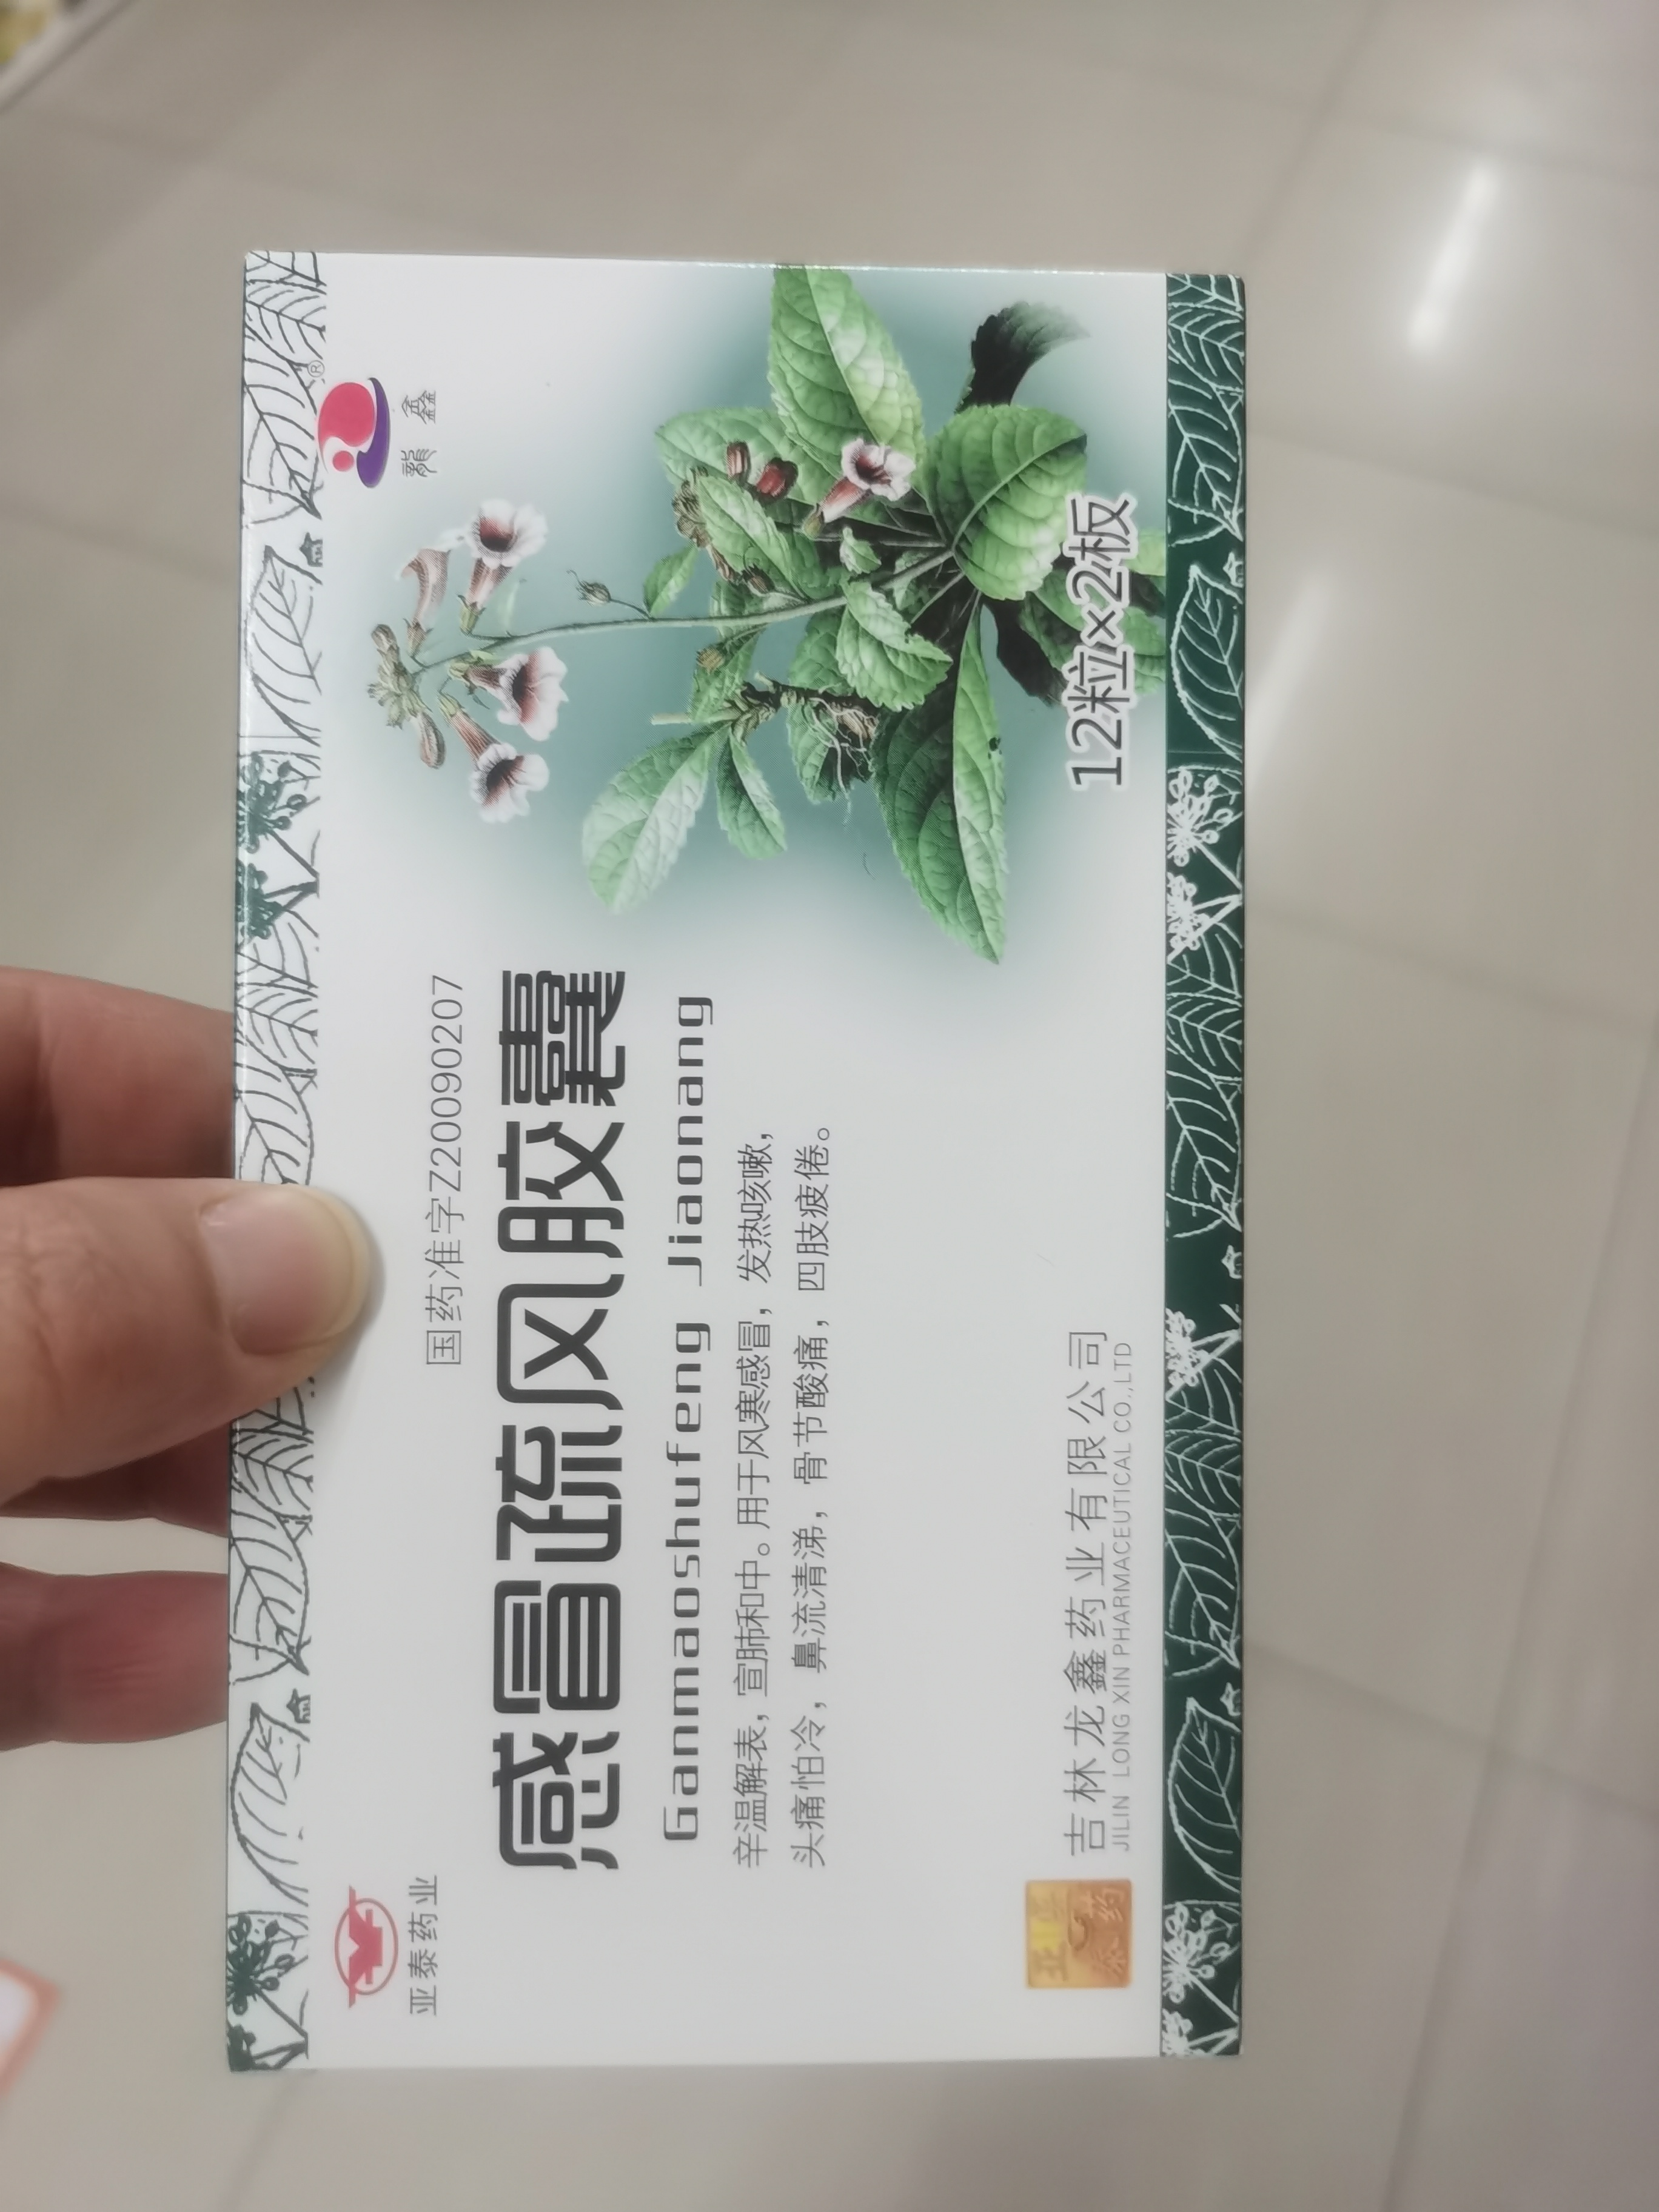 亚泰药业
龍鑫
®
国药准字Z20090207
感冒疏风胶囊
Ganmaoshufeng Jiaonang
辛温解表，宣肺和中。用于风寒感冒，发热咳嗽，
头痛怕冷，鼻流清涕，骨节酸痛，四肢疲倦。
12粒×2板
吉林龙鑫药业有限公司
JILIN LONG XIN PHARMACEUTICAL CO.,LTD